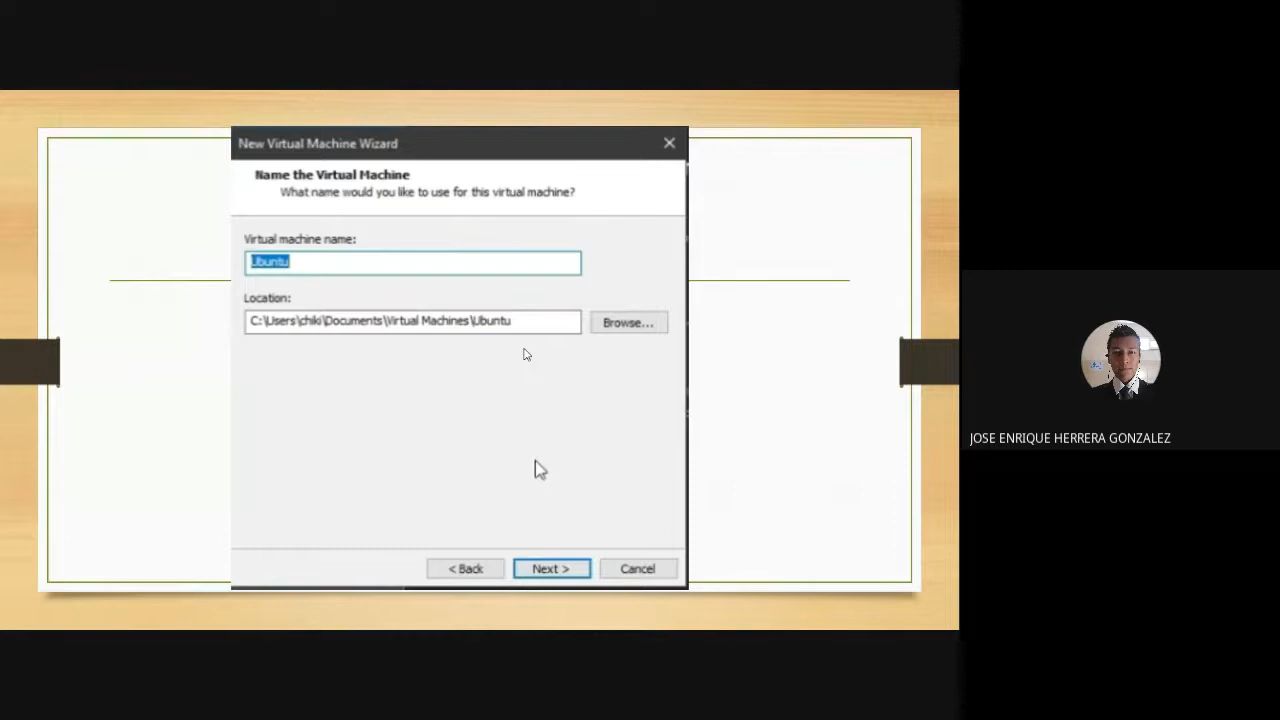 New Virtual Machine Wizard
Name the Virtual Machine
What name would you like to use for this virtual machine?
Virtual machine name:
Ubuntu
Location:
C:\Users\chiki\Documents\Virtual Machines\Ubuntu
Browse...
< Back
Next >
Cancel
JOSE ENRIQUE HERRERA GONZALEZ